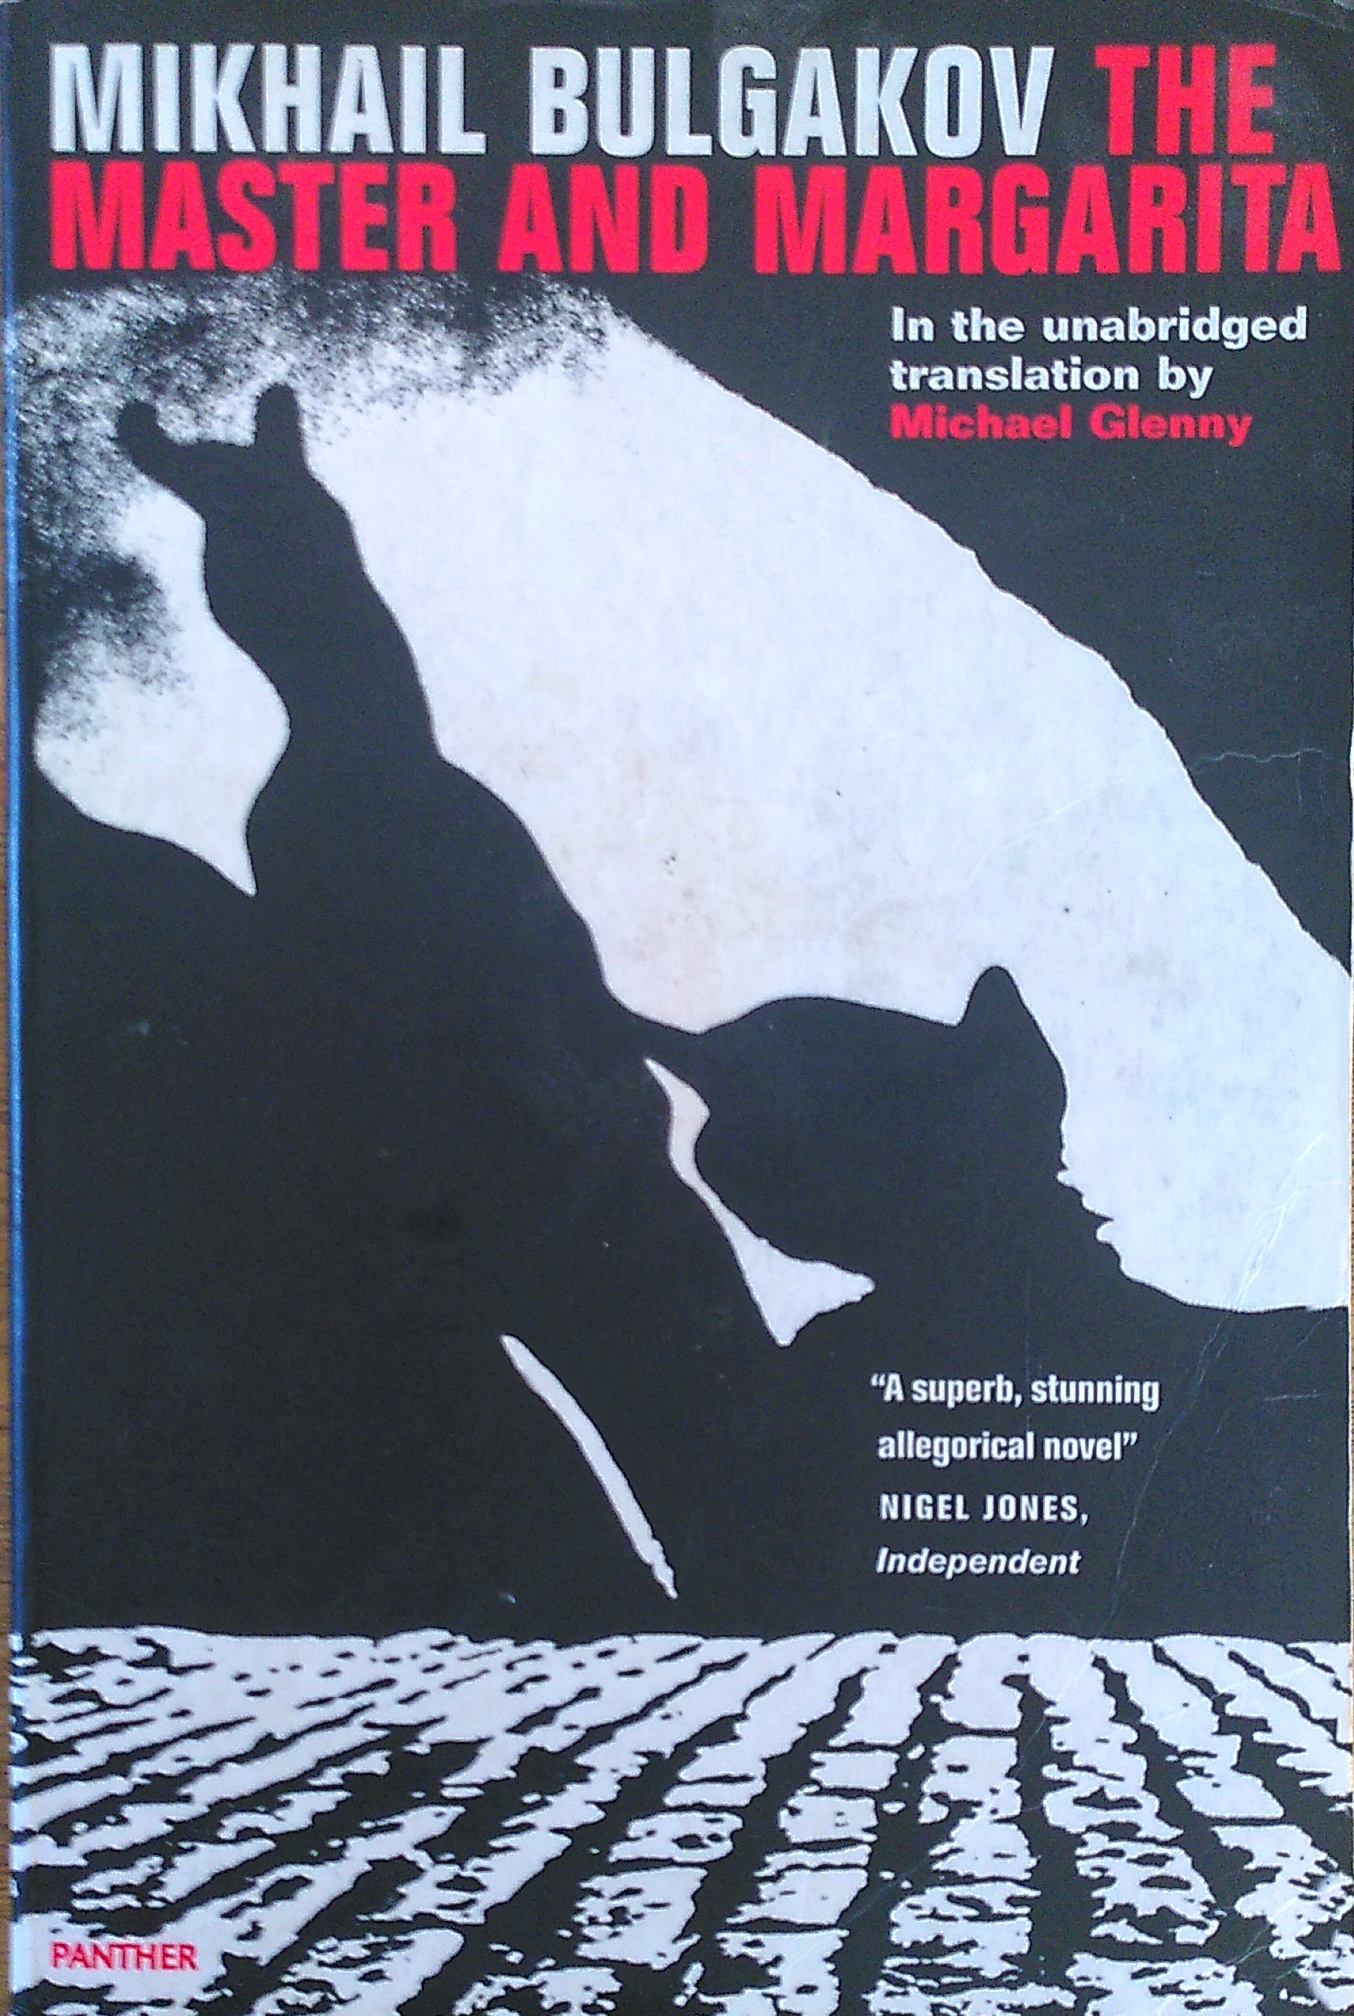 MIKHAIL BULGAKOV THE
MASTER AND MARGARITA
In the unabridged
translation by
Michael Glenny
“A superb, stunning
allegorical novel”
NIGEL JONES,
Independent
PANTHER